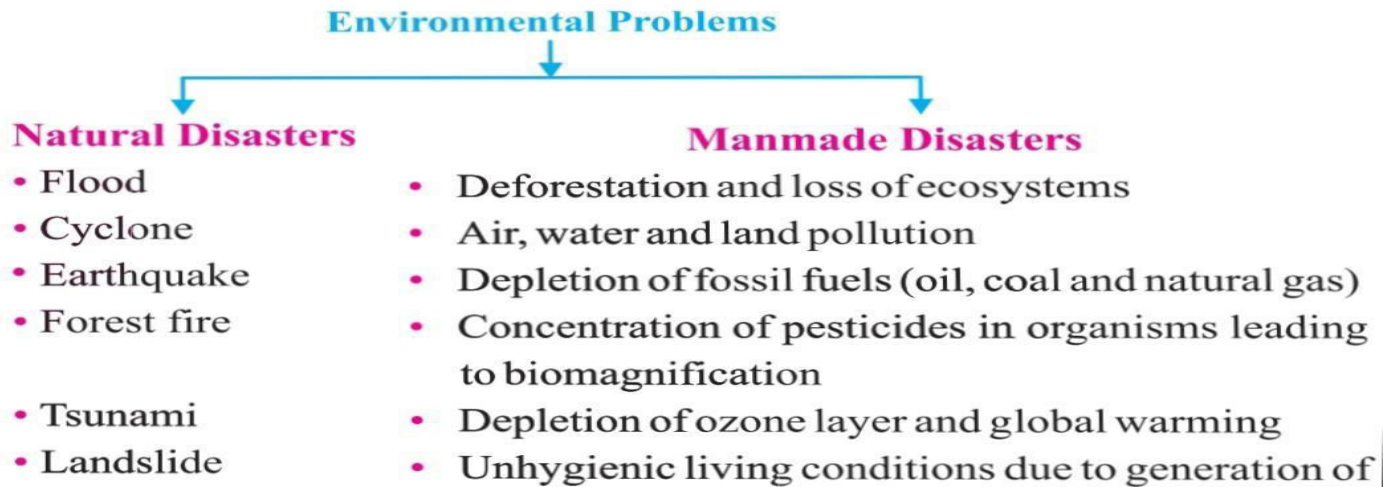 Environmental Problems
Natural Disasters
• Flood
• Cyclone
• Earthquake
• Forest fire
• Tsunami
• Landslide
Manmade Disasters
• Deforestation and loss of ecosystems
• Air, water and land pollution
• Depletion of fossil fuels (oil, coal and natural gas)
• Concentration of pesticides in organisms leading
to biomagnification
• Depletion of ozone layer and global warming
• Unhygienic living conditions due to generation of